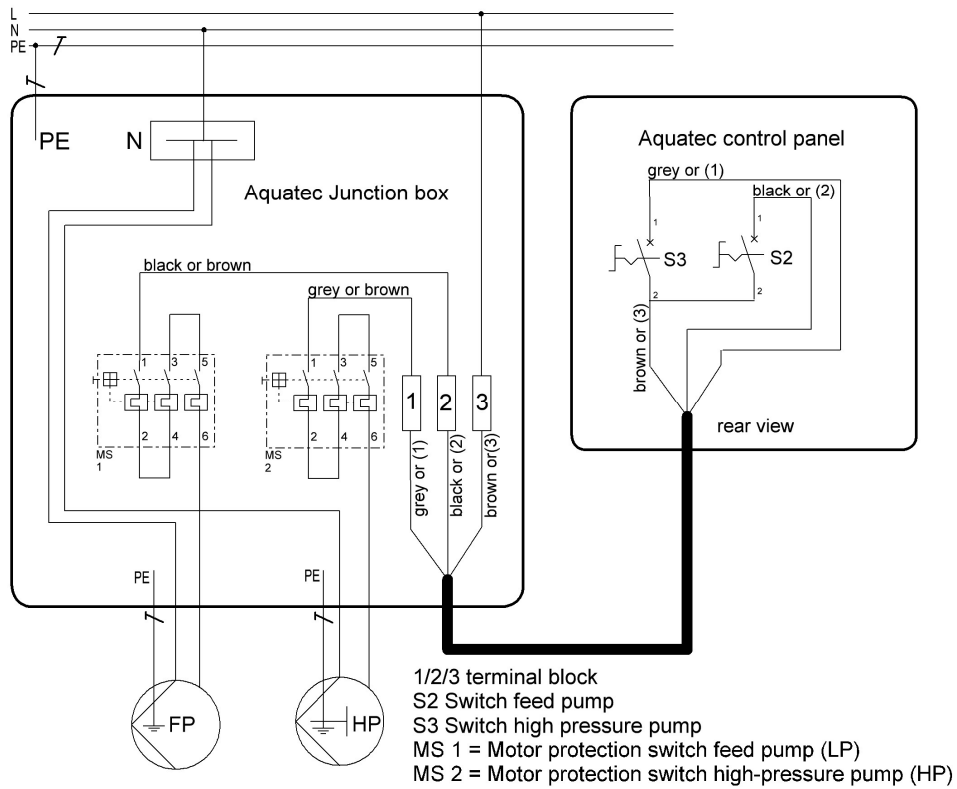 L
N
PE
PE
N
Aquatec Junction box
Aquatec control panel
grey or (1)
black or (2)
1
1
S3
S2
2
2
brown or (3)
rear view
black or brown
grey or brown
1
3
5
1
3
5
2
4
6
2
4
6
MS
1
MS
2
1
2
3
grey or (1)
black or (2)
brown or(3)
PE
PE
FP
HP
1/2/3 terminal block
S2 Switch feed pump
S3 Switch high pressure pump
MS 1 = Motor protection switch feed pump (LP)
MS 2 = Motor protection switch high-pressure pump (HP)